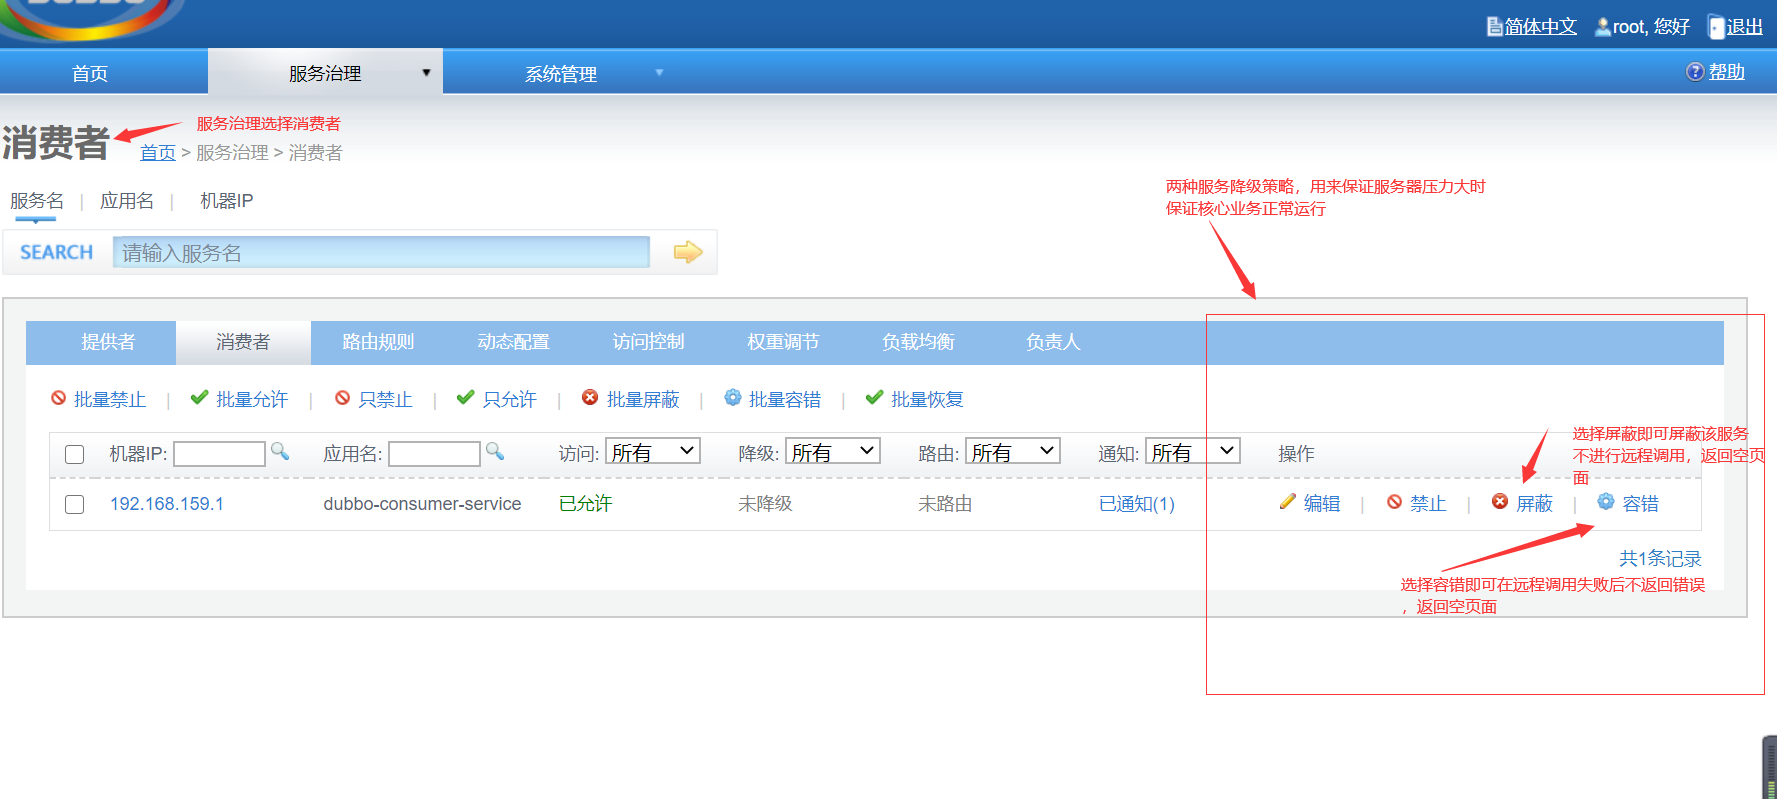 DUBBO
简体中文 root, 您好 退出
首页 服务治理 ▼ 系统管理 ▼ 帮助
消费者
服务治理选择消费者
首页 > 服务治理 > 消费者
服务名 | 应用名 | 机器IP
SEARCH 请输入服务名
两种服务降级策略，用来保证服务器压力大时
保证核心业务正常运行
提供者 消费者 路由规则 动态配置 访问控制 权重调节 负载均衡 负责人
批量禁止 | 批量允许 | 只禁止 | 只允许 | 批量屏蔽 | 批量容错 | 批量恢复
机器IP: 应用名: 访问: 所有 降级: 所有 路由: 所有 通知: 所有 操作
选择屏蔽即可屏蔽该服务
不进行远程调用，返回空页
面
192.168.159.1 dubbo-consumer-service 已允许 未降级 未路由 已通知(1) 编辑 | 禁止 | 屏蔽 | 容错
共1条记录
选择容错即可在远程调用失败后不返回错误
，返回空页面